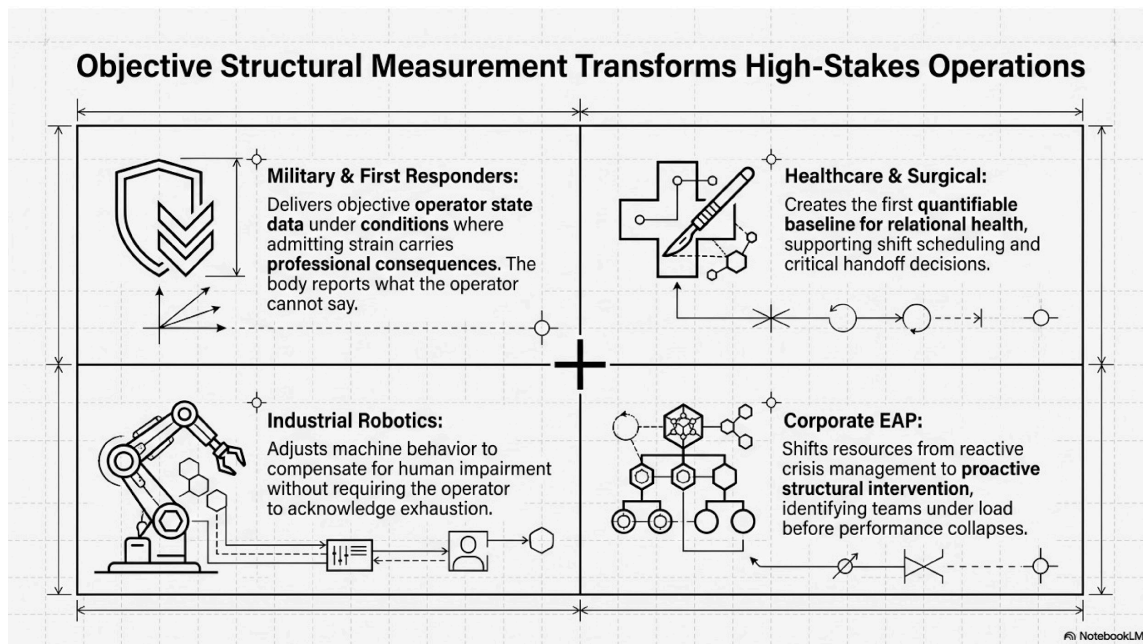 Objective Structural Measurement Transforms High-Stakes Operations
Military & First Responders:
Delivers objective operator state
data under conditions where
admitting strain carries
professional consequences. The
body reports what the operator
cannot say.
Healthcare & Surgical:
Creates the first quantifiable
baseline for relational health,
supporting shift scheduling and
critical handoff decisions.
Industrial Robotics:
Adjusts machine behavior to
compensate for human impairment
without requiring the operator
to acknowledge exhaustion.
Corporate EAP:
Shifts resources from reactive
crisis management to proactive
structural intervention,
identifying teams under load
before performance collapses.
NotebookLM